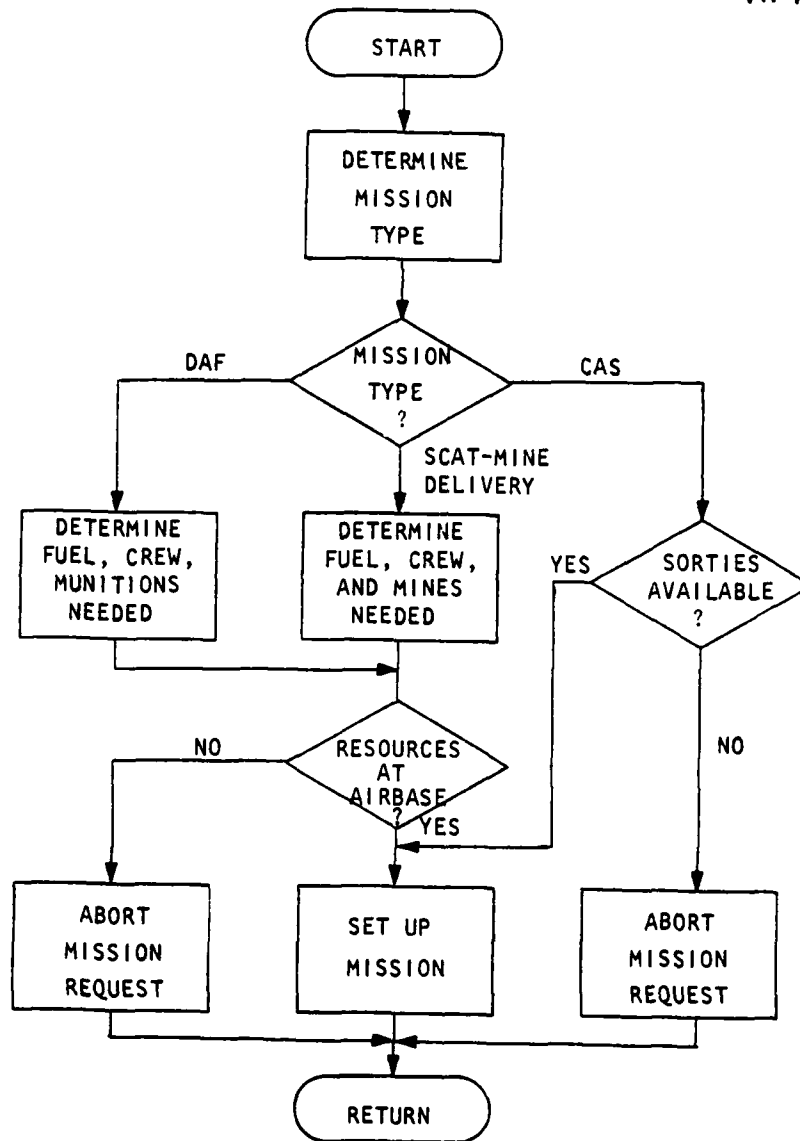 START
DETERMINE
MISSION
TYPE
MISSION
TYPE
?
DAF
CAS
SCAT-MINE
DELIVERY
DETERMINE
FUEL, CREW,
MUNITIONS
NEEDED
DETERMINE
FUEL, CREW,
AND MINES
NEEDED
SORTIES
AVAILABLE
?
YES
NO
RESOURCES
AT
AIRBASE
?
NO
YES
ABORT
MISSION
REQUEST
SET UP
MISSION
ABORT
MISSION
REQUEST
RETURN